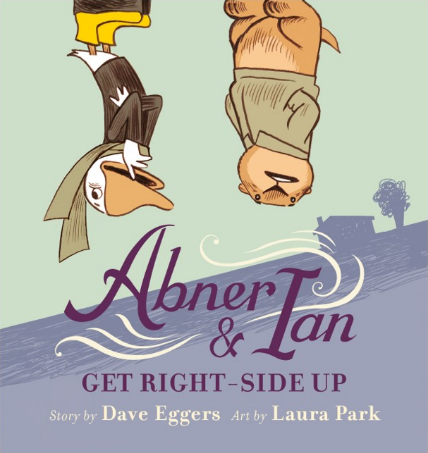 Abner
& Ian
GET RIGHT-SIDE UP
Story by Dave Eggers Art by Laura Park